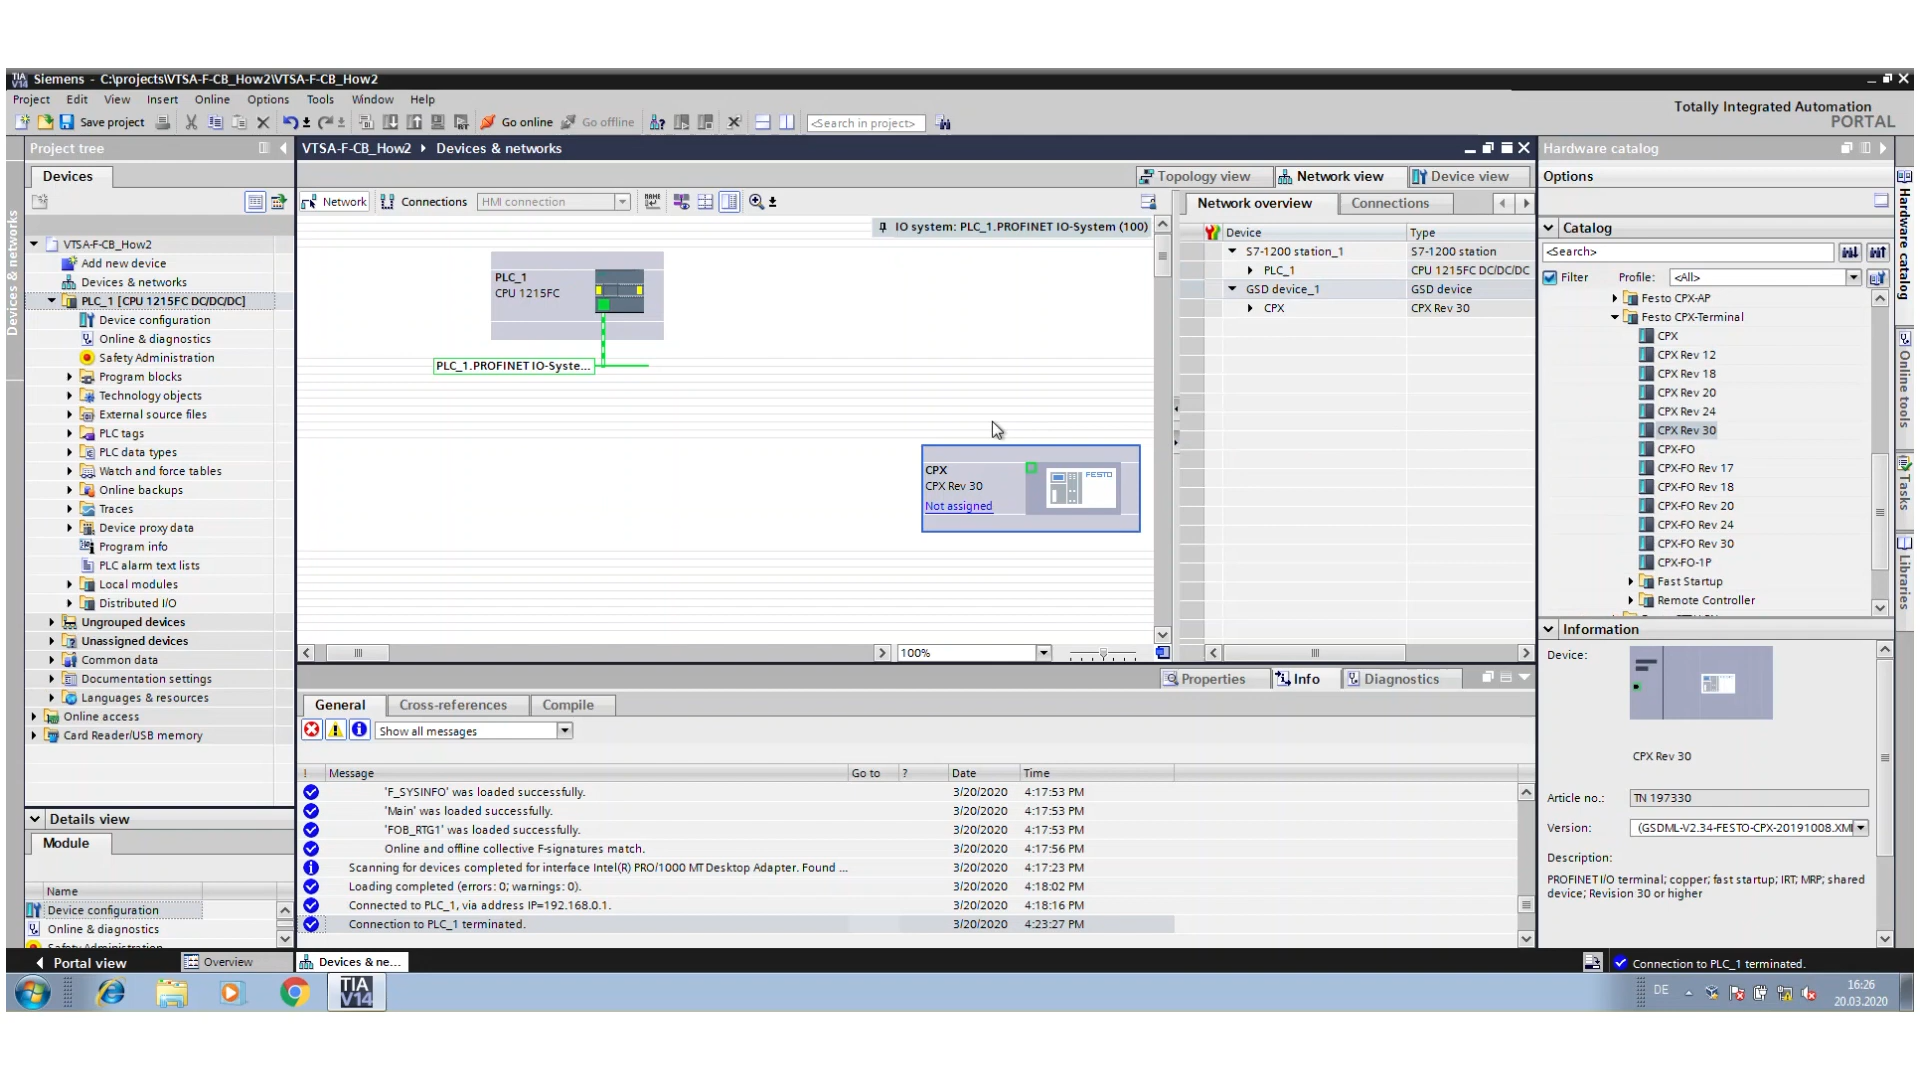 TIA V14 Siemens - C:\projects\VTSA-F-CB_How2\VTSA-F-CB_How2
Project Edit View Insert Online Options Tools Window Help
Totally Integrated Automation
PORTAL
Save project
Go online
Go offline
<Search in project>
Project tree
VTSA-F-CB_How2 ▸ Devices & networks
Hardware catalog
Devices
Topology view
Network view
Device view
Options
Devices & networks
Network
Connections
HMI connection
Network overview
Connections
IO system: PLC_1.PROFINET IO-System (100)
VTSA-F-CB_How2
Add new device
Devices & networks
PLC_1 [CPU 1215FC DC/DC/DC]
Device configuration
Online & diagnostics
Safety Administration
Program blocks
Technology objects
External source files
PLC tags
PLC data types
Watch and force tables
Online backups
Traces
Device proxy data
Program info
PLC alarm text lists
Local modules
Distributed I/O
Ungrouped devices
Unassigned devices
Common data
Documentation settings
Languages & resources
Online access
Card Reader/USB memory
PLC_1
CPU 1215FC
PLC_1.PROFINET IO-Syste...
CPX
CPX Rev 30
Not assigned
FESTO
100%
Device Type
S7-1200 station_1 S7-1200 station
PLC_1 CPU 1215FC DC/DC/DC
GSD device_1 GSD device
CPX CPX Rev 30
Catalog
<Search>
Filter Profile: <All>
Festo CPX-AP
Festo CPX-Terminal
CPX
CPX Rev 12
CPX Rev 18
CPX Rev 20
CPX Rev 24
CPX Rev 30
CPX-FO
CPX-FO Rev 17
CPX-FO Rev 18
CPX-FO Rev 20
CPX-FO Rev 24
CPX-FO Rev 30
CPX-FO-1P
Fast Startup
Remote Controller
Hardware catalog
Online tools
Tasks
Libraries
Information
Device:
CPX Rev 30
Article no.: TN 197330
Version: (GSDML-V2.34-FESTO-CPX-20191008.XMl
Description:
PROFINET I/O terminal; copper; fast startup; IRT; MRP; shared
device; Revision 30 or higher
Properties
Info
Diagnostics
General
Cross-references
Compile
Show all messages
! Message Go to ? Date Time
'F_SYSINFO' was loaded successfully. 3/20/2020 4:17:53 PM
'Main' was loaded successfully. 3/20/2020 4:17:53 PM
'FOB_RTG1' was loaded successfully. 3/20/2020 4:17:53 PM
Online and offline collective F-signatures match. 3/20/2020 4:17:56 PM
Scanning for devices completed for interface Intel(R) PRO/1000 MT Desktop Adapter. Found ... 3/20/2020 4:17:23 PM
Loading completed (errors: 0; warnings: 0). 3/20/2020 4:18:02 PM
Connected to PLC_1, via address IP=192.168.0.1. 3/20/2020 4:18:16 PM
Connection to PLC_1 terminated. 3/20/2020 4:23:27 PM
Details view
Module
Name
Device configuration
Online & diagnostics
Safety Administration
Portal view
Overview
Devices & ne...
Connection to PLC_1 terminated.
TIA
V14
DE
16:26
20.03.2020